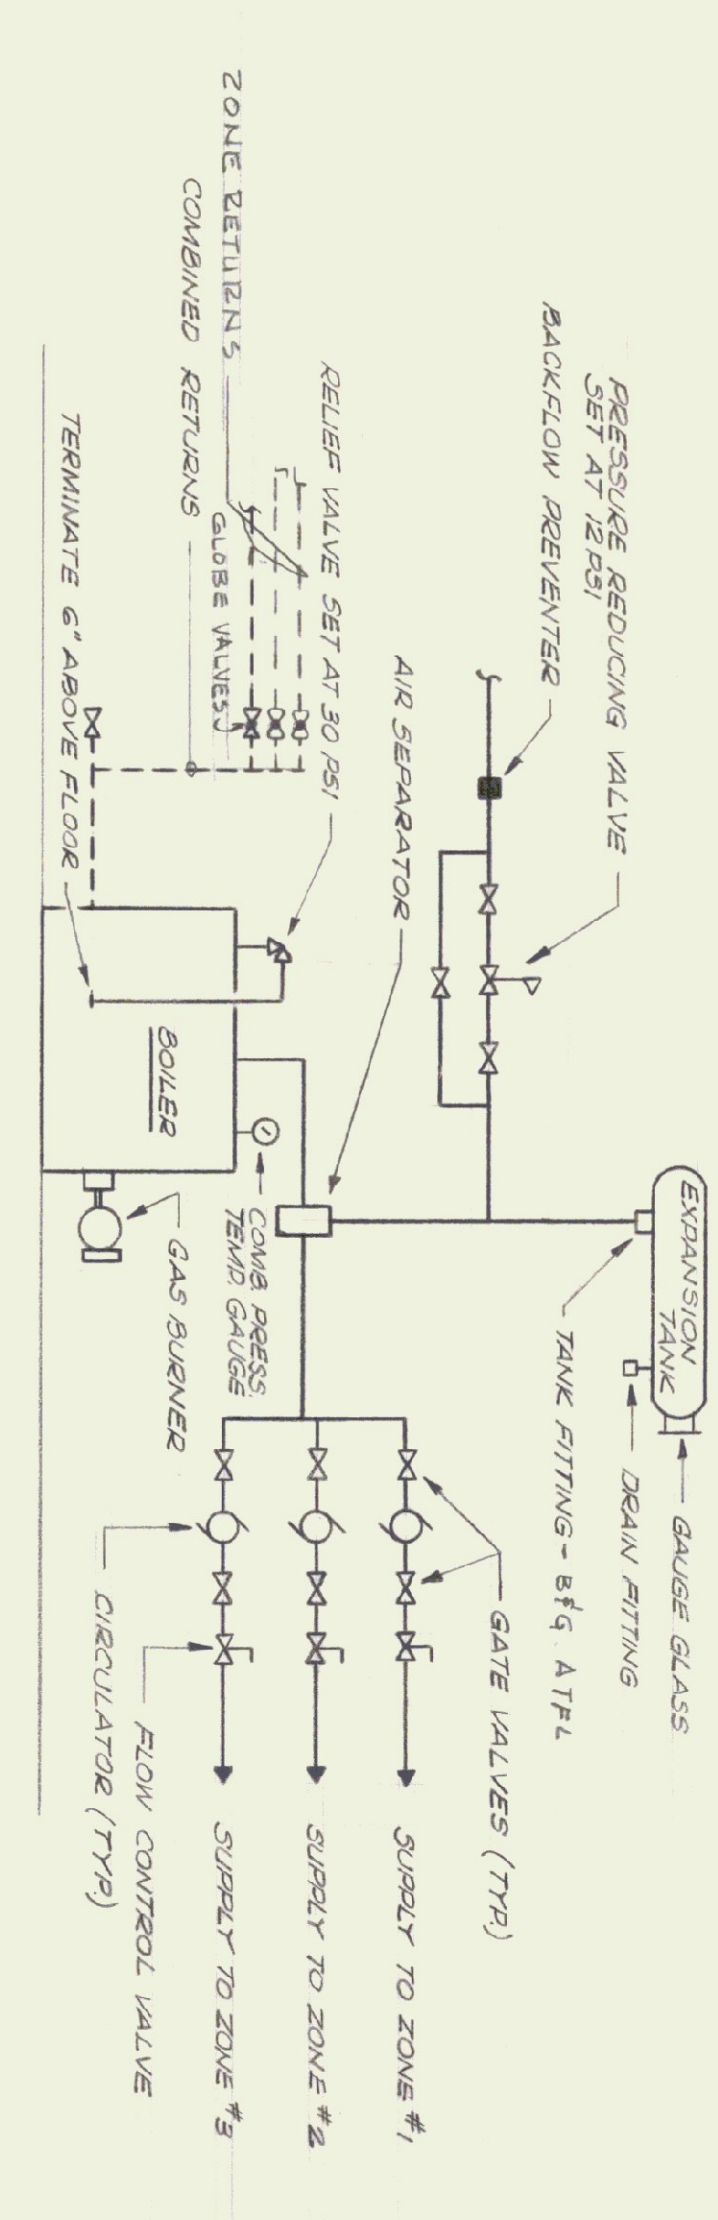 EXPANSION
TANK
GAUGE GLASS
DRAIN FITTING
TANK FITTING - B & G. ATFL
PRESSURE REDUCING VALVE
SET AT 12 PSI
BACKFLOW PREVENTER
AIR SEPARATOR
GATE VALVES (TYP.)
RELIEF VALVE SET AT 30 PSI
SUPPLY TO ZONE #1
SUPPLY TO ZONE #2
SUPPLY TO ZONE #3
ZONE RETURNS
GLOBE VALVES
COMBINED RETURNS
COMB. PRESS.
TEMP. GAUGE
BOILER
GAS BURNER
FLOW CONTROL VALVE
CIRCULATOR (TYP.)
TERMINATE 6" ABOVE FLOOR